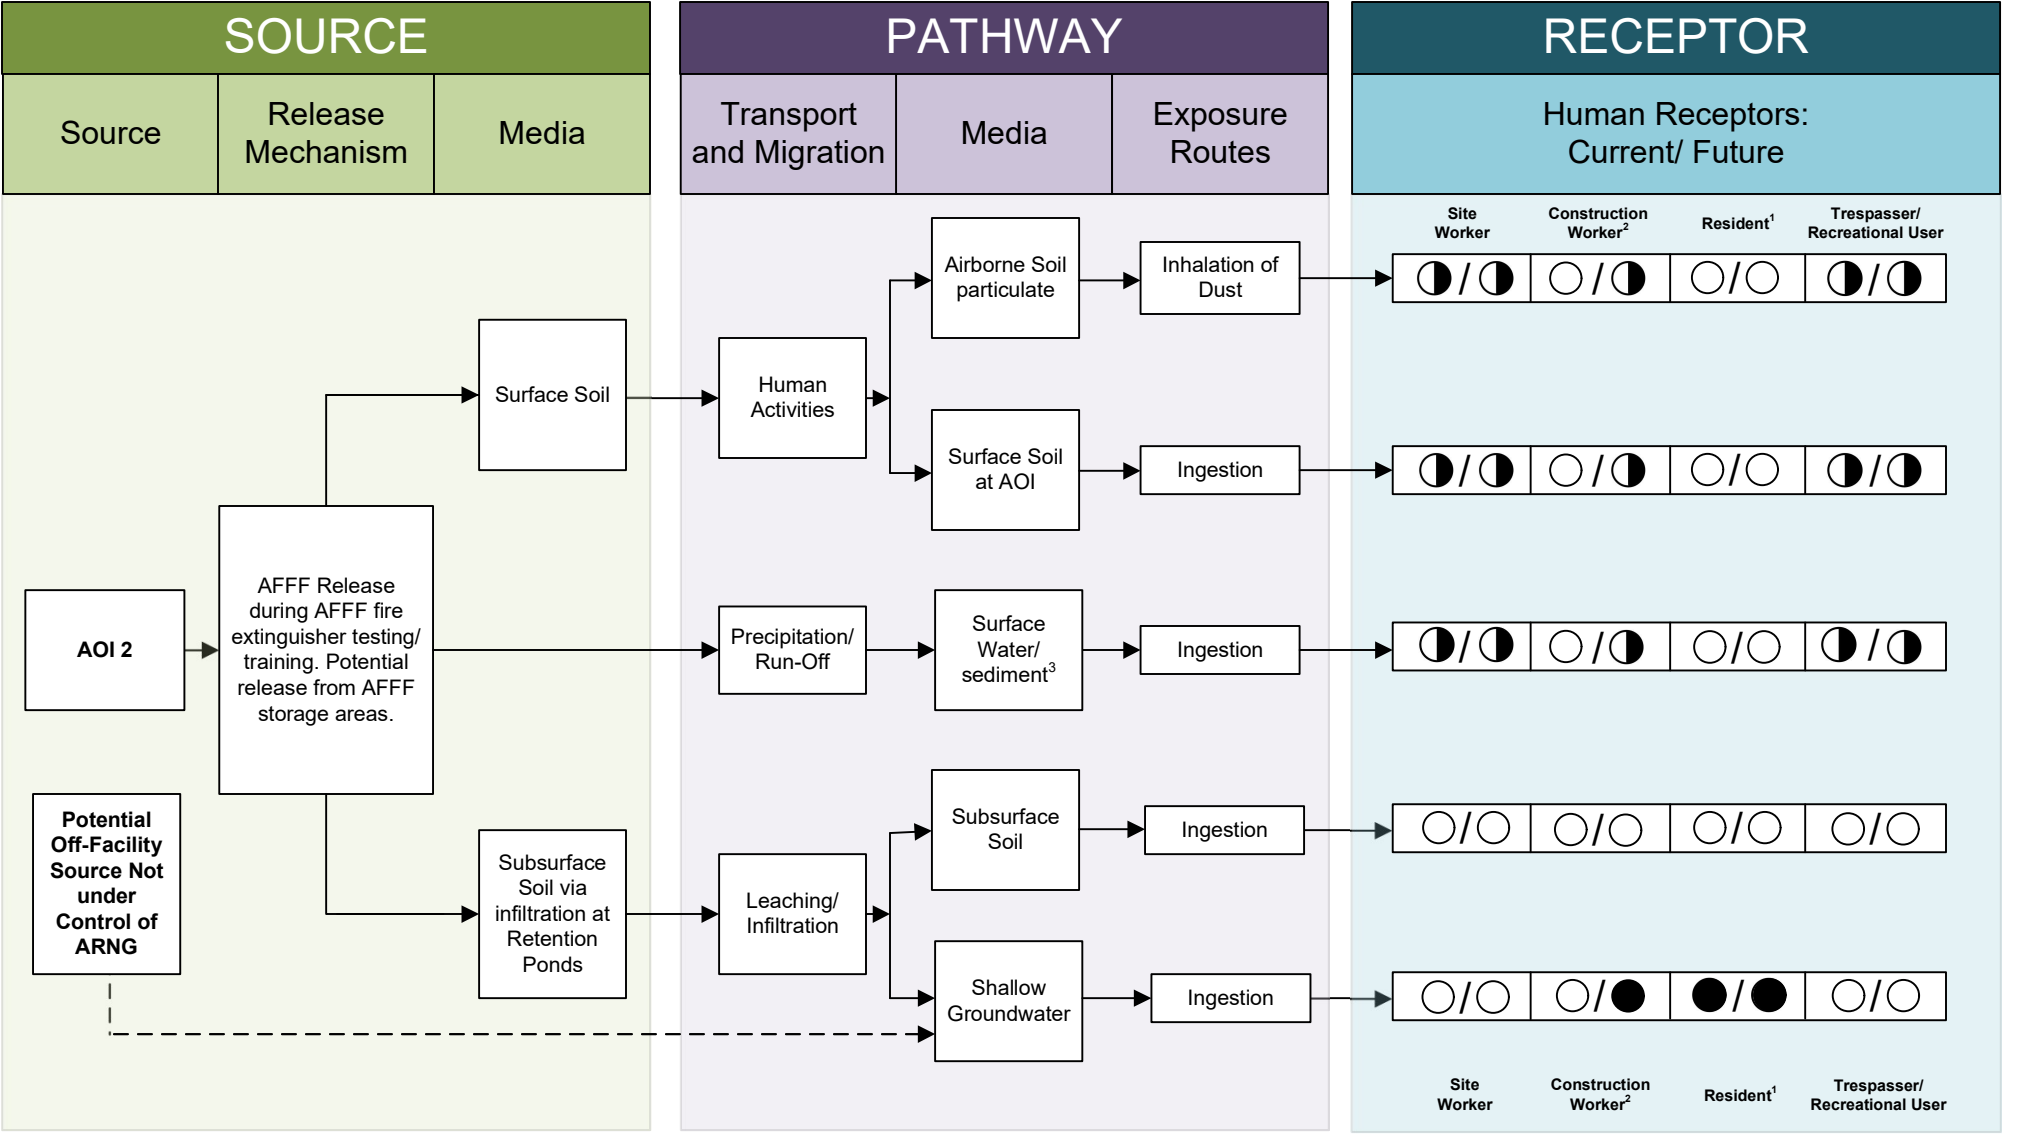 SOURCE
PATHWAY
RECEPTOR
Source
Release
Mechanism
Media
Transport
and Migration
Media
Exposure
Routes
Human Receptors:
Current/ Future
Site
Worker
Construction
Worker2
Resident1
Trespasser/
Recreational User
Airborne Soil
particulate
Inhalation of
Dust
/
/
/
/
Surface Soil
Human
Activities
Surface Soil
at AOI
Ingestion
/
/
/
/
AOI 2
AFFF Release
during AFFF fire
extinguisher testing/
training. Potential
release from AFFF
storage areas.
Precipitation/
Run-Off
Surface
Water/
sediment3
Ingestion
/
/
/
/
Potential
Off-Facility
Source Not
under
Control of
ARNG
Subsurface
Soil via
infiltration at
Retention
Ponds
Leaching/
Infiltration
Subsurface
Soil
Ingestion
/
/
/
/
Shallow
Groundwater
Ingestion
/
/
/
/
Site
Worker
Construction
Worker2
Resident1
Trespasser/
Recreational User